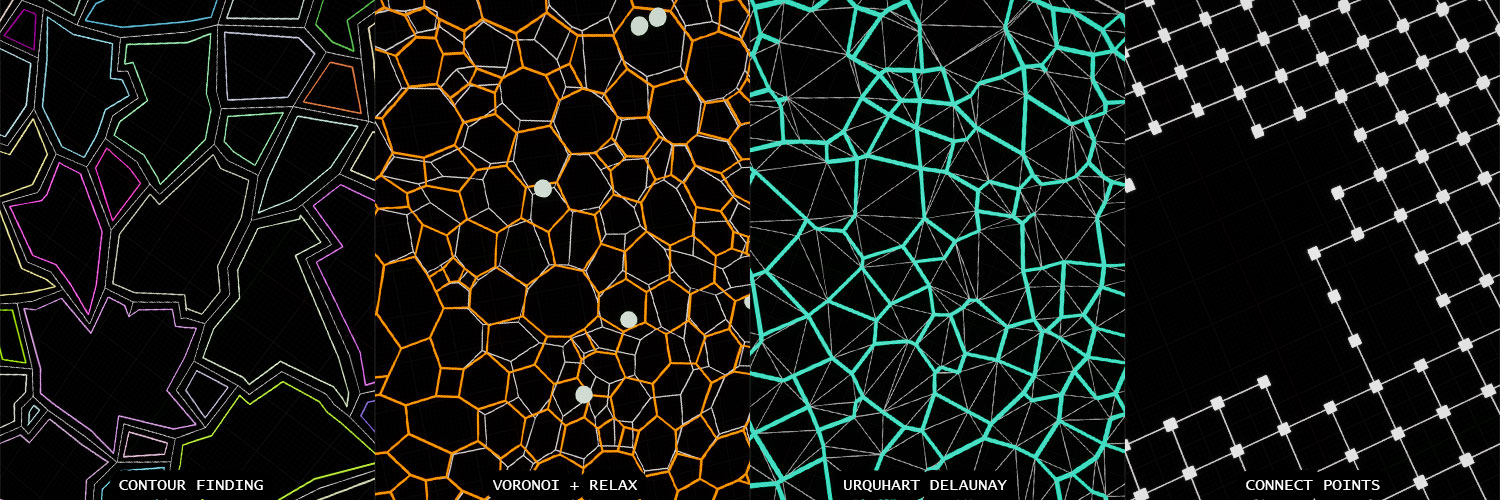 CONTOUR FINDING
VORONOI + RELAX
URQUHART DELAUNAY
CONNECT POINTS